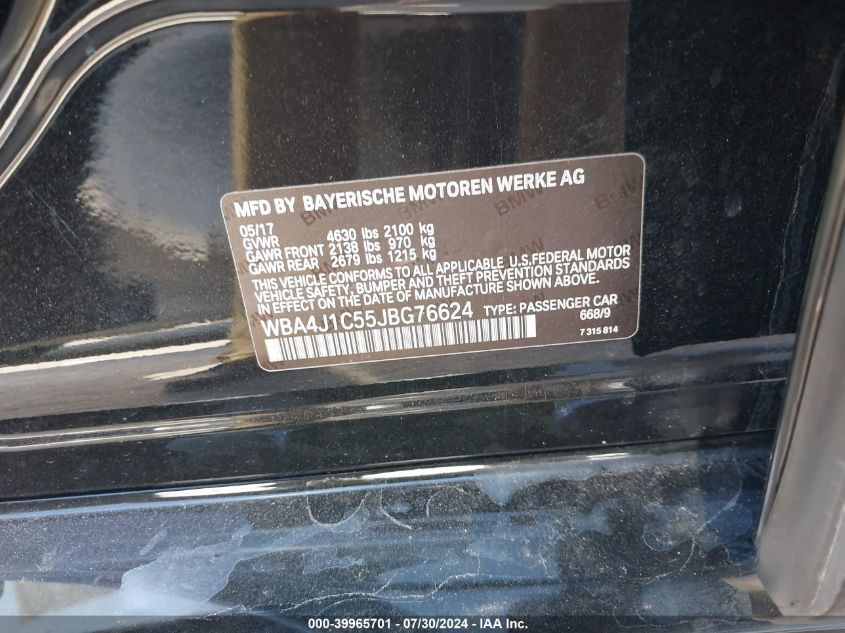 MFD BY BAYERISCHE MOTOREN WERKE AG
05/17
GVWR 4630 lbs 2100 kg
GAWR FRONT 2138 lbs 970 kg
GAWR REAR 2679 lbs 1215 kg
THIS VEHICLE CONFORMS TO ALL APPLICABLE U.S.FEDERAL MOTOR
VEHICLE SAFETY, BUMPER, AND THEFT PREVENTION STANDARDS
IN EFFECT ON THE DATE OF MANUFACTURE SHOWN ABOVE.
WBA4J1C55JBG76624 TYPE: PASSENGER CAR
668/9
7 315 814
000-39965701 - 07/30/2024 - IAA Inc.